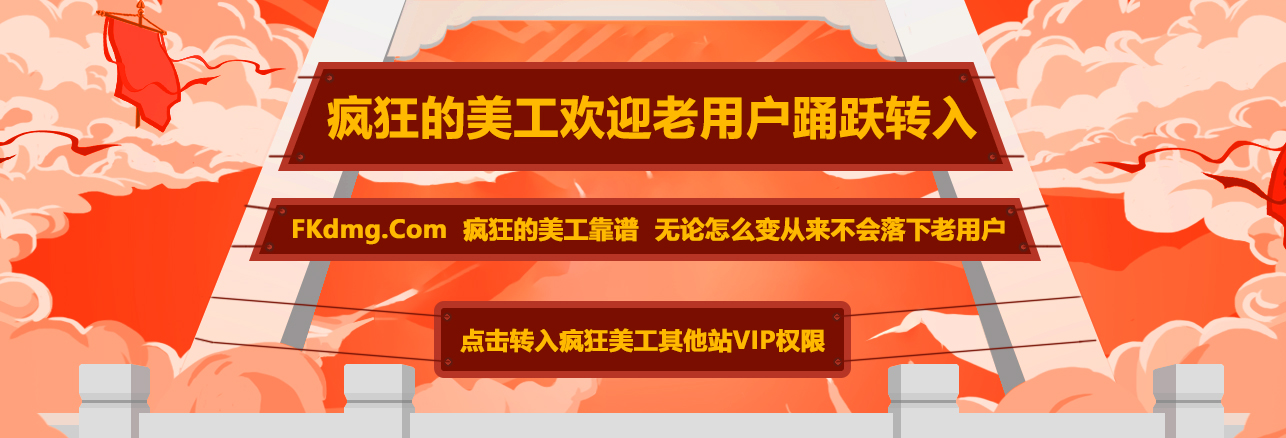 疯狂的美工欢迎老用户踊跃转入
FKdmg.Com 疯狂的美工靠谱 无论怎么变从来不会落下老用户
点击转入疯狂美工其他站VIP权限